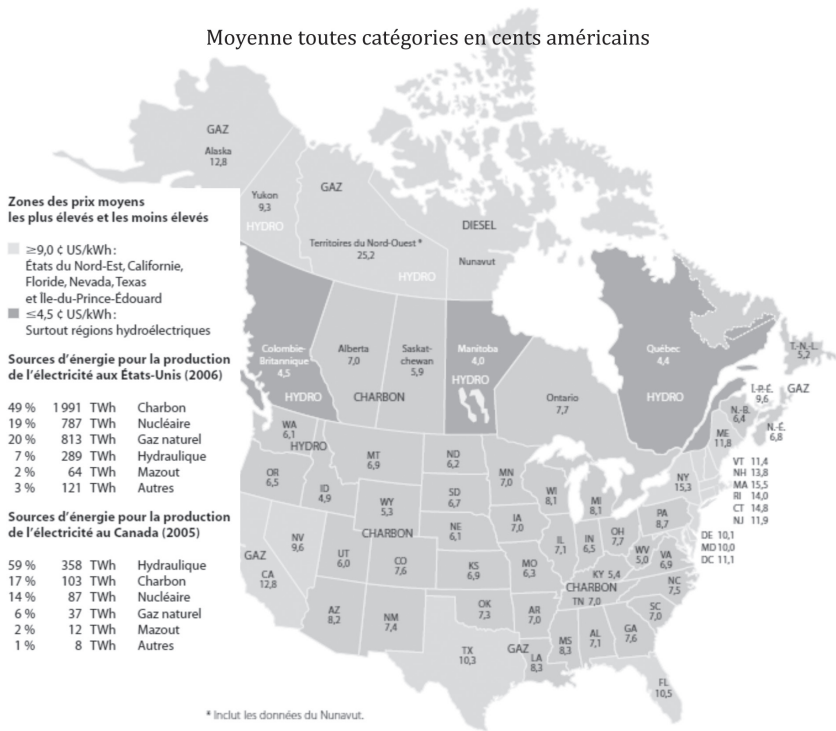 Moyenne toutes catégories en cents américains
GAZ
Alaska
12,8
Yukon
9,3
HYDRO
GAZ
Territoires du Nord-Ouest *
25,2
HYDRO
DIESEL
Nunavut
Zones des prix moyens
les plus élevés et les moins élevés
≥9,0 ¢ US/kWh:
États du Nord-Est, Californie,
Floride, Nevada, Texas
et Île-du-Prince-Édouard
≤4,5 ¢ US/kWh:
Surtout régions hydroélectriques
Sources d'énergie pour la production
de l'électricité aux États-Unis (2006)
49 % 1 991 TWh Charbon
19 % 787 TWh Nucléaire
20 % 813 TWh Gaz naturel
7 % 289 TWh Hydraulique
2 % 64 TWh Mazout
3 % 121 TWh Autres
Sources d'énergie pour la production
de l'électricité au Canada (2005)
59 % 358 TWh Hydraulique
17 % 103 TWh Charbon
14 % 87 TWh Nucléaire
6 % 37 TWh Gaz naturel
2 % 12 TWh Mazout
1 % 8 TWh Autres
Colombie-
Britannique
4,5
HYDRO
Alberta
7,0
Saskat-
chewan
5,9
CHARBON
Manitoba
4,0
HYDRO
Ontario
7,7
Québec
4,4
HYDRO
T.-N.-L.
5,2
Î.-P.-É.
9,6
GAZ
N.-B.
6,4
N.-É.
6,8
WA
6,1
HYDRO
OR
6,5
ID
4,9
MT
6,9
ND
6,2
MN
7,0
WI
8,1
MI
8,1
NY
15,3
ME
11,8
VT 11,4
NH 13,8
MA 15,5
RI 14,0
CT 14,8
NJ 11,9
DE 10,1
MD 10,0
DC 11,1
SD
6,7
WY
5,3
CHARBON
NE
6,1
IA
7,0
IL
7,1
IN
6,5
OH
7,7
PA
8,7
WV
5,0
VA
6,9
GAZ
CA
12,8
NV
9,6
UT
6,0
CO
7,6
KS
6,9
MO
6,3
KY 5,4
CHARBON
TN 7,0
NC
7,5
SC
7,0
AZ
8,2
NM
7,4
OK
7,3
AR
7,0
MS
8,3
AL
7,1
GA
7,6
TX
10,3
GAZ
LA
8,3
FL
10,5
* Inclut les données du Nunavut.